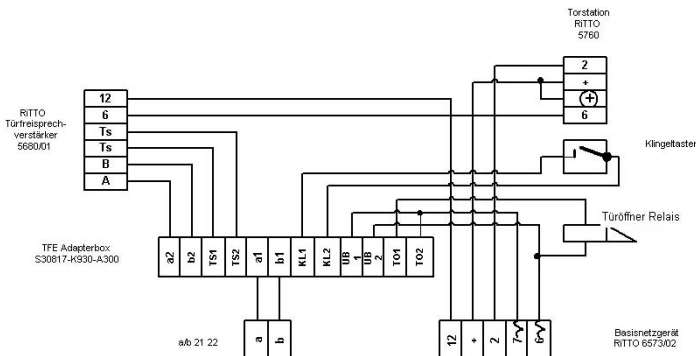 Torstation
RiTTO
5760
2
+
+
6
RiTTO
Türfreisprech-
verstärker
5680/01
12
6
Ts
Ts
B
A
Klingeltaster
Türöffner Relais
TFE Adapterbox
S30817-K930-A300
a2
b2
TS1
TS2
a1
b1
KL1
KL2
UB
1
UB
2
TO1
TO2
a/b 21 22
a
b
12
+
2
7~
6~
Basisnetzgerät
RiTTO 6573/02